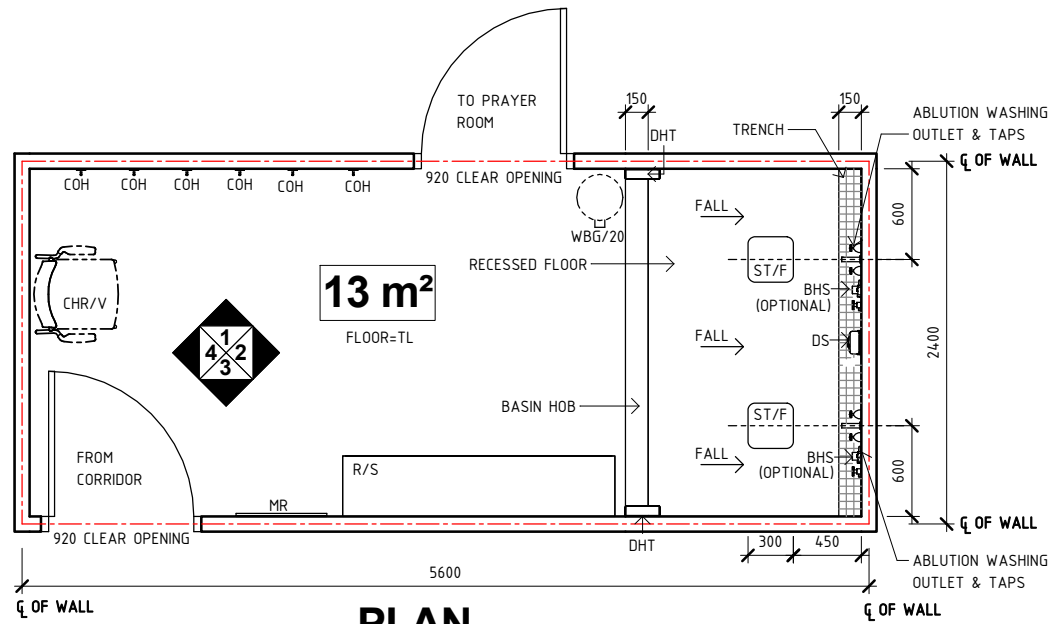 TO PRAYER
ROOM
150
150
ABLUTION WASHING
OUTLET & TAPS
TRENCH
DHT
℄ OF WALL
COH
COH
COH
COH
COH
COH
920 CLEAR OPENING
FALL
600
WBG/20
RECESSED FLOOR
ST/F
CHR/V
13 m²
BHS
(OPTIONAL)
FLOOR=TL
1
4 2
3
FALL
DS
2400
BASIN HOB
ST/F
FROM
CORRIDOR
R/S
FALL
BHS
(OPTIONAL)
600
MR
℄ OF WALL
920 CLEAR OPENING
DHT
300
450
ABLUTION WASHING
OUTLET & TAPS
5600
℄ OF WALL
℄ OF WALL
PLAN